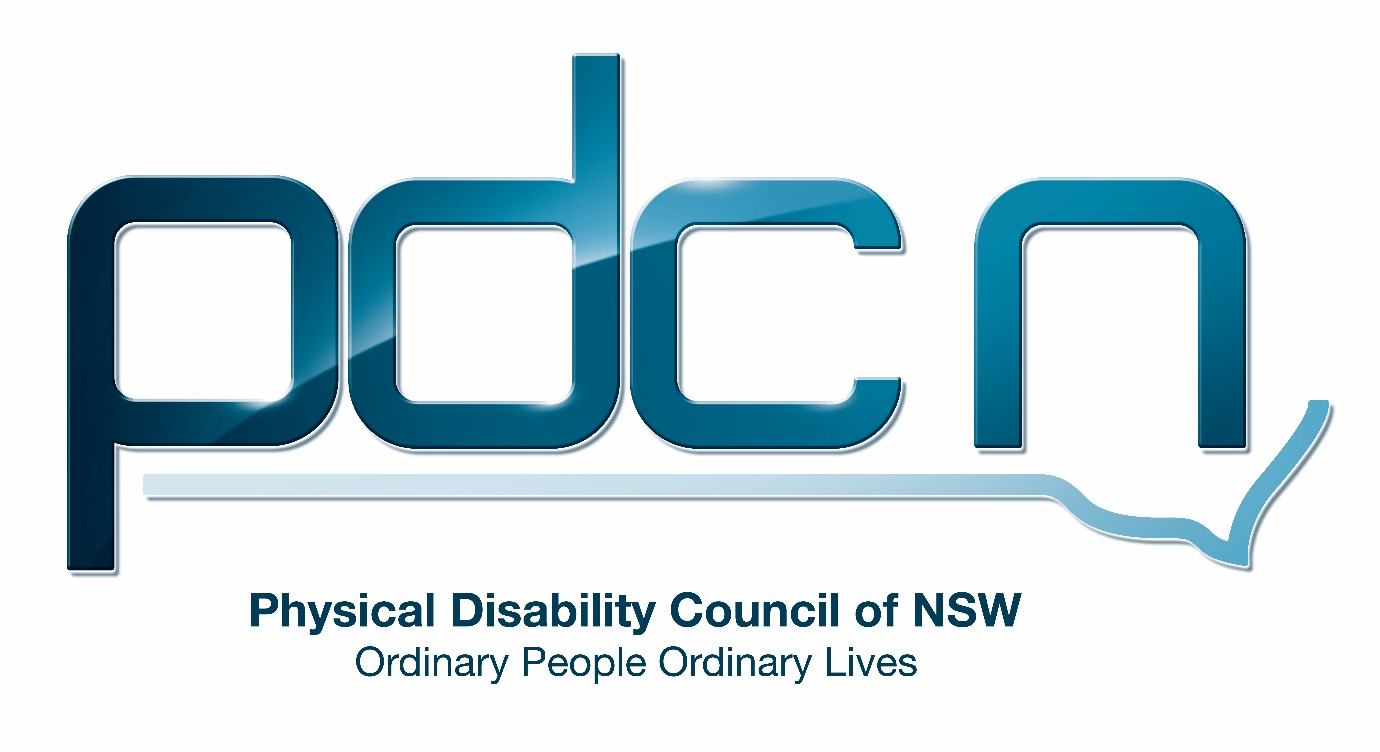 pdcn
Physical Disability Council of NSW
Ordinary People Ordinary Lives